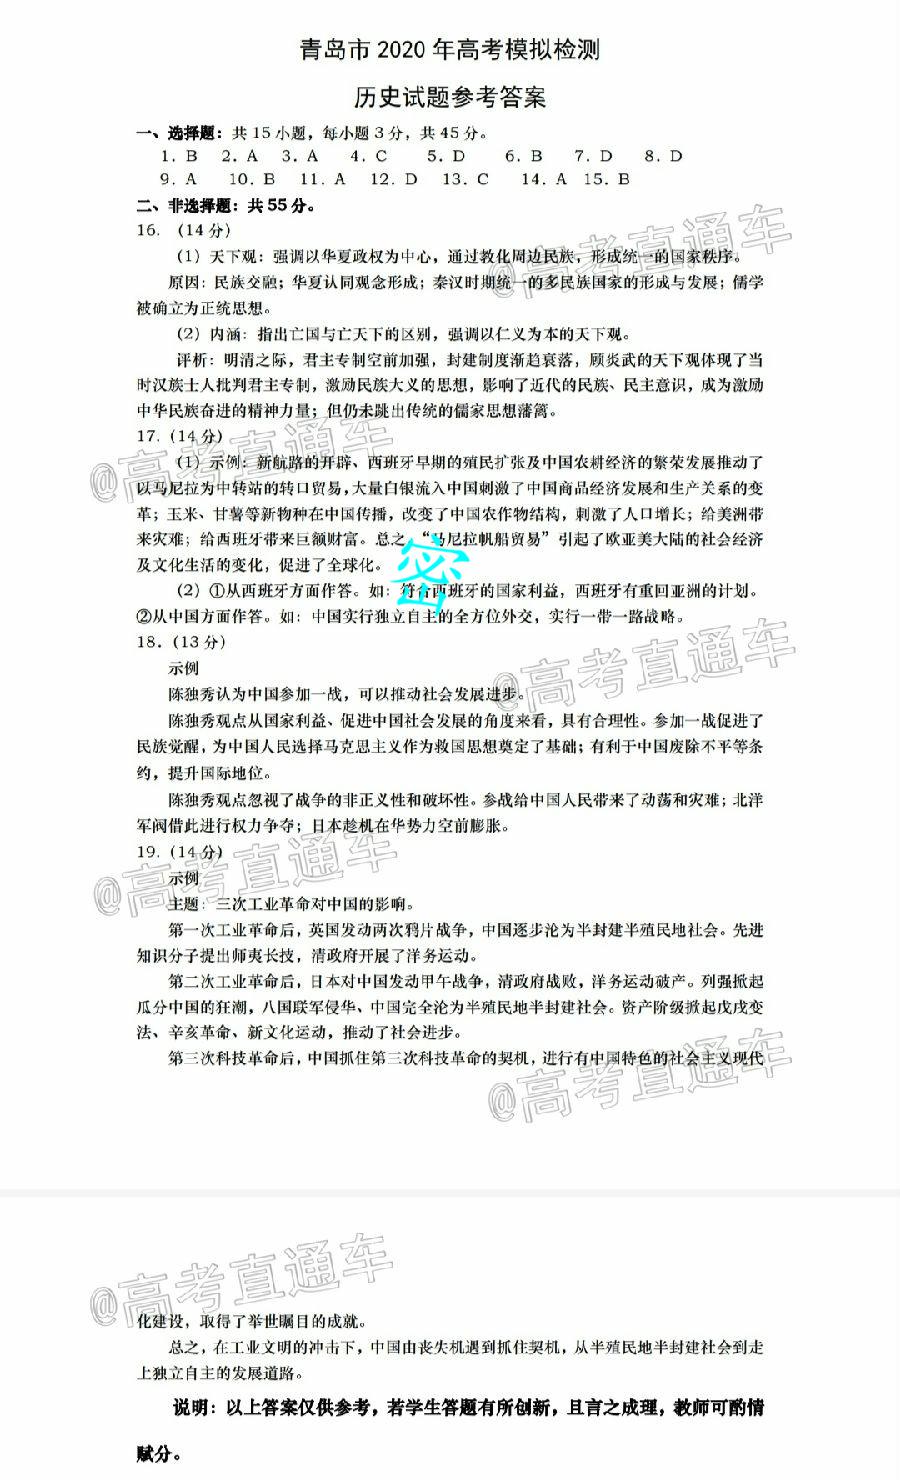 青岛市 2020 年高考模拟检测
历史试题参考答案
一、选择题：共 15 小题，每小题 3 分，共 45 分。
1. B 2. A 3. A 4. C 5. D 6. B 7. D 8. D
9. A 10. B 11. A 12. D 13. C 14. A 15. B
二、非选择题：共 55 分。
16. （14 分）
（1）天下观：强调以华夏政权为中心，通过教化周边民族，形成统一的国家秩序。
原因：民族交融；华夏认同观念形成；秦汉时期统一的多民族国家的形成与发展；儒学
被确立为正统思想。
（2）内涵：指出亡国与亡天下的区别，强调以仁义为本的天下观。
评析：明清之际，君主专制空前加强，封建制度渐趋衰落，顾炎武的天下观体现了当
时汉族士人批判君主专制，激励民族大义的思想，影响了近代的民族、民主意识，成为激励
中华民族奋进的精神力量；但仍未跳出传统的儒家思想藩篱。
17.（14 分）
（1）示例：新航路的开辟、西班牙早期的殖民扩张及中国农耕经济的繁荣发展推动了
以马尼拉为中转站的转口贸易，大量白银流入中国刺激了中国商品经济发展和生产关系的变
革；玉米、甘薯等新物种在中国传播，改变了中国农作物结构，刺激了人口增长；给美洲带
来灾难；给西班牙带来巨额财富。总之，“马尼拉帆船贸易”引起了欧亚美大陆的社会经济
及文化生活的变化，促进了全球化。
（2）①从西班牙方面作答。如：符合西班牙的国家利益，西班牙有重回亚洲的计划。
②从中国方面作答。如：中国实行独立自主的全方位外交，实行一带一路战略。
18.（13 分）
示例
陈独秀认为中国参加一战，可以推动社会发展进步。
陈独秀观点从国家利益、促进中国社会发展的角度来看，具有合理性。参加一战促进了
民族觉醒，为中国人民选择马克思主义作为救国思想奠定了基础；有利于中国废除不平等条
约，提升国际地位。
陈独秀观点忽视了战争的非正义性和破坏性。参战给中国人民带来了动荡和灾难；北洋
军阀借此进行权力争夺；日本趁机在华势力空前膨胀。
19.（14 分）
示例
主题：三次工业革命对中国的影响。
第一次工业革命后，英国发动两次鸦片战争，中国逐步沦为半封建半殖民地社会。先进
知识分子提出师夷长技，清政府开展了洋务运动。
第二次工业革命后，日本对中国发动甲午战争，清政府战败，洋务运动破产。列强掀起
瓜分中国的狂潮，八国联军侵华、中国完全沦为半殖民地半封建社会。资产阶级掀起戊戌变
法、辛亥革命、新文化运动，推动了社会进步。
第三次科技革命后，中国抓住第三次科技革命的契机，进行有中国特色的社会主义现代
化建设，取得了举世瞩目的成就。
总之，在工业文明的冲击下，中国由丧失机遇到抓住契机，从半殖民地半封建社会到走
上独立自主的发展道路。
说明：以上答案仅供参考，若学生答题有所创新，且言之成理，教师可酌情
赋分。
密
@高考直通车
@高考直通车
@高考直通车
@高考直通车
@高考直通车
@高考直通车